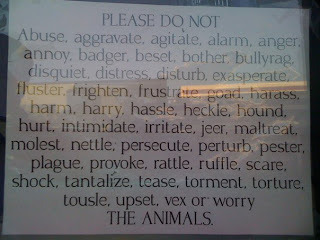 PLEASE DO NOT
Abuse, aggravate, agitate, alarm, anger,
annoy, badger, beset, bother, bullyrag,
disquiet, distress, disturb, exasperate,
fluster, frighten, frustrate, goad, harass,
harm, harry, hassle, heckle, hound,
hurt, intimidate, irritate, jeer, maltreat,
molest, nettle, persecute, perturb, pester,
plague, provoke, rattle, ruffle, scare,
shock, tantalize, tease, torment, torture,
tousle, upset, vex or worry
THE ANIMALS.